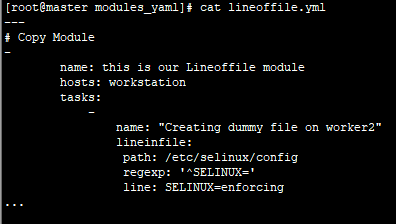 [root@master modules_yaml]# cat lineoffile.yml
---
# Copy Module
-
        name: this is our Lineoffile module
        hosts: workstation
        tasks:
            -
                name: "Creating dummy file on worker2"
                lineinfile:
                 path: /etc/selinux/config
                 regexp: '^SELINUX='
                 line: SELINUX=enforcing
...